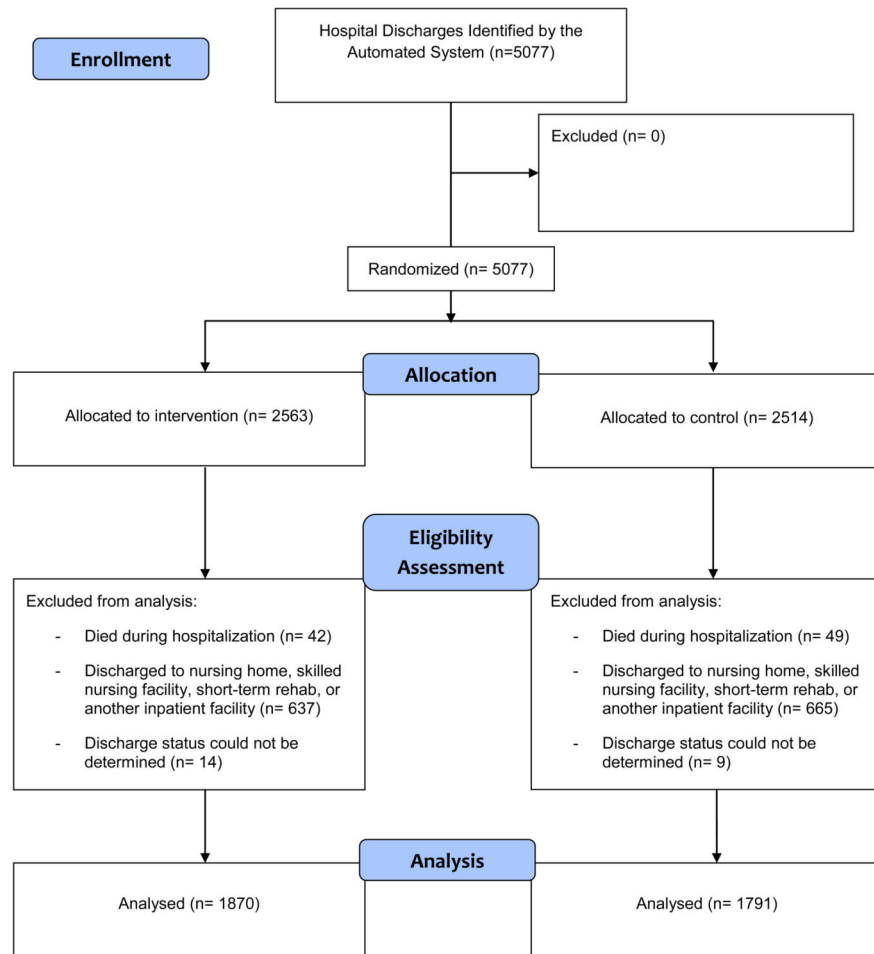 Hospital Discharges Identified by the
Automated System (n=5077)
Enrollment
Excluded (n= 0)
Randomized (n= 5077)
Allocation
Allocated to intervention (n= 2563)
Allocated to control (n= 2514)
Eligibility
Assessment
Excluded from analysis:
- Died during hospitalization (n= 42)
- Discharged to nursing home, skilled
nursing facility, short-term rehab, or
another inpatient facility (n= 637)
- Discharge status could not be
determined (n= 14)
Excluded from analysis:
- Died during hospitalization (n= 49)
- Discharged to nursing home, skilled
nursing facility, short-term rehab, or
another inpatient facility (n= 665)
- Discharge status could not be
determined (n= 9)
Analysis
Analysed (n= 1870)
Analysed (n= 1791)